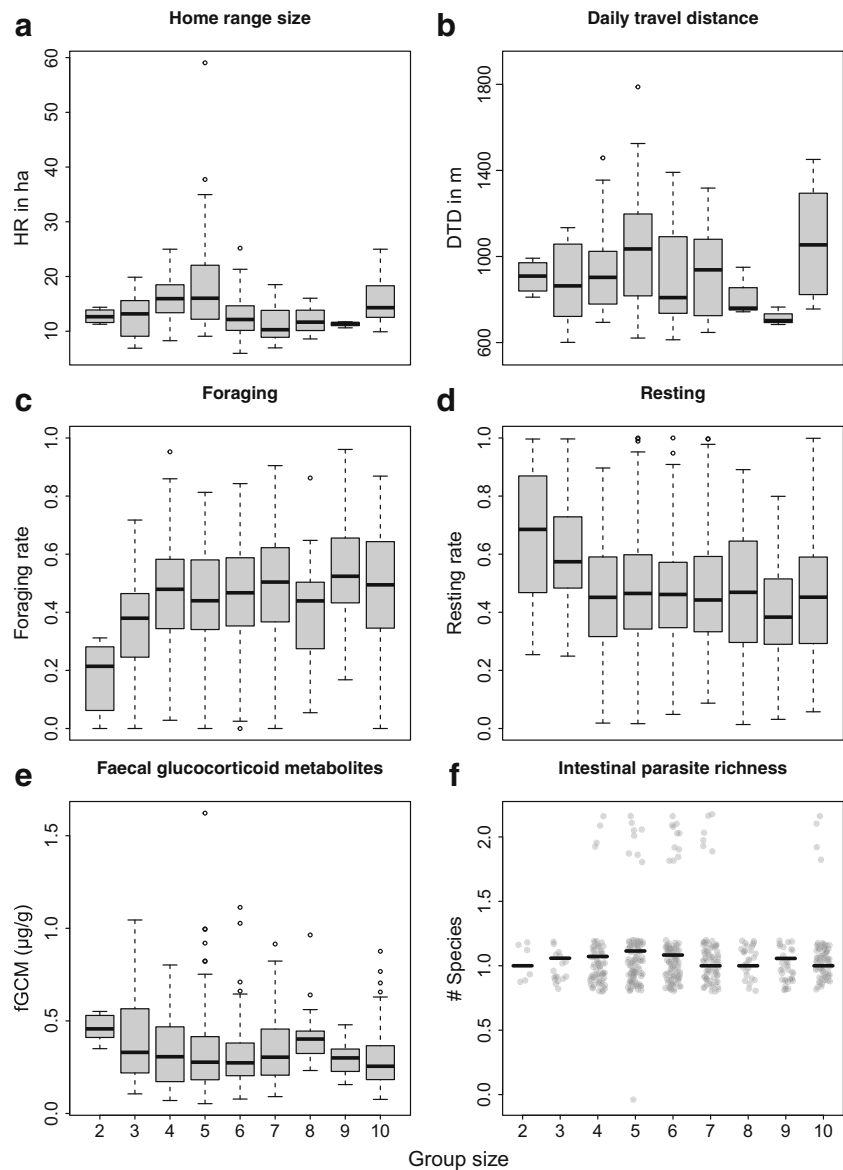 a Home range size
HR in ha
60
50
40
30
20
10
b Daily travel distance
DTD in m
1800
1400
1000
600
c Foraging
Foraging rate
1.0
0.8
0.6
0.4
0.2
0.0
d Resting
Resting rate
1.0
0.8
0.6
0.4
0.2
0.0
e Faecal glucocorticoid metabolites
fGCM (µg/g)
1.5
1.0
0.5
0.0
2 3 4 5 6 7 8 9 10
f Intestinal parasite richness
# Species
2.0
1.5
1.0
0.5
0.0
2 3 4 5 6 7 8 9 10
Group size